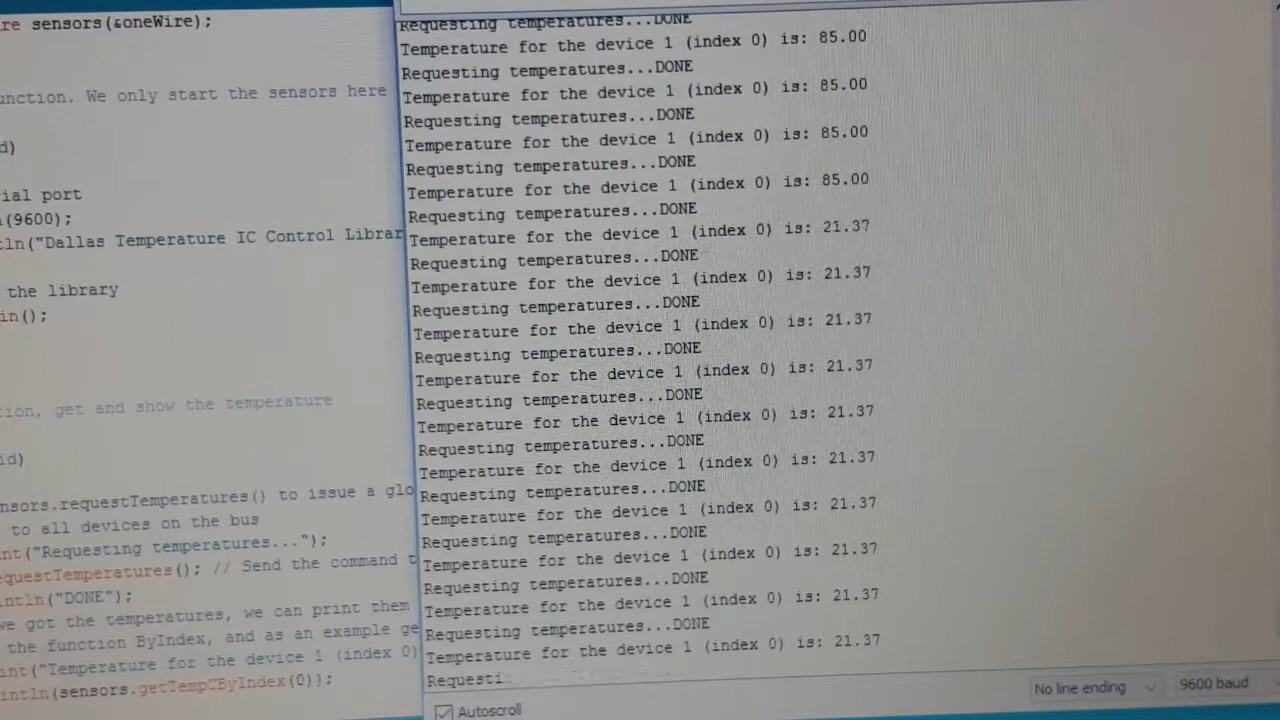 re sensors(&oneWire);
unction. We only start the sensors here
d)
ial port
(9600);
ln("Dallas Temperature IC Control Librar
the library
in();
tion, get and show the temperature
id)
nsors.requestTemperatures() to issue a glo
to all devices on the bus
nt("Requesting temperatures...");
equestTemperatures(); // Send the command t
intln("DONE");
we got the temperatures, we can print them
the function ByIndex, and as an example ge
int("Temperature for the device 1 (index 0)
intln(sensors.getTempCByIndex(0));
Requesting temperatures...DONE
Temperature for the device 1 (index 0) is: 85.00
Requesting temperatures...DONE
Temperature for the device 1 (index 0) is: 85.00
Requesting temperatures...DONE
Temperature for the device 1 (index 0) is: 85.00
Requesting temperatures...DONE
Temperature for the device 1 (index 0) is: 85.00
Requesting temperatures...DONE
Temperature for the device 1 (index 0) is: 21.37
Requesting temperatures...DONE
Temperature for the device 1 (index 0) is: 21.37
Requesting temperatures...DONE
Temperature for the device 1 (index 0) is: 21.37
Requesting temperatures...DONE
Temperature for the device 1 (index 0) is: 21.37
Requesting temperatures...DONE
Temperature for the device 1 (index 0) is: 21.37
Requesting temperatures...DONE
Temperature for the device 1 (index 0) is: 21.37
Requesting temperatures...DONE
Temperature for the device 1 (index 0) is: 21.37
Requesting temperatures...DONE
Temperature for the device 1 (index 0) is: 21.37
Requesting temperatures...DONE
Temperature for the device 1 (index 0) is: 21.37
Requesting temperatures...DONE
Temperature for the device 1 (index 0) is: 21.37
Requesti
Autoscroll
No line ending
9600 baud